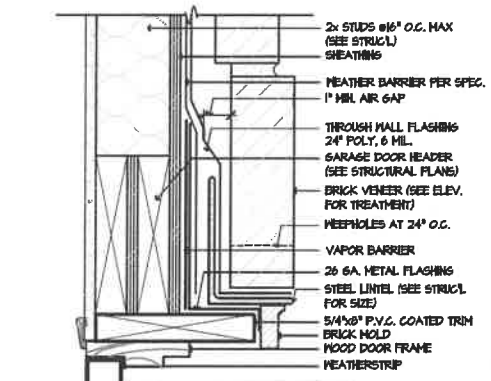 2x STUDS @16" O.C. MAX
(SEE STRUC'L)
SHEATHING
WEATHER BARRIER PER SPEC.
1" MIN. AIR GAP
THROUGH WALL FLASHING
24" POLY, 6 MIL.
GARAGE DOOR HEADER
(SEE STRUCTURAL PLANS)
BRICK VENEER (SEE ELEV.
FOR TREATMENT)
WEEPHOLES AT 24" O.C.
VAPOR BARRIER
26 GA. METAL FLASHING
STEEL LINTEL (SEE STRUC'L
FOR SIZE)
5/4"x8" P.V.C. COATED TRIM
BRICK MOLD
WOOD DOOR FRAME
WEATHERSTRIP